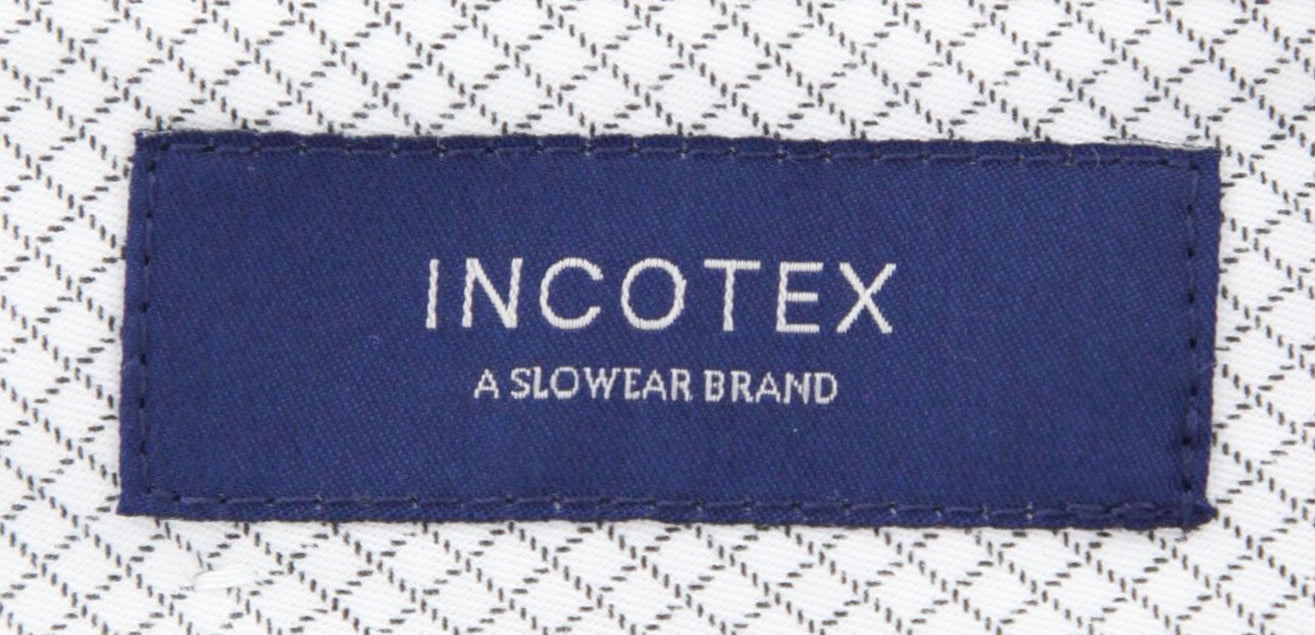 INCOTEX
A SLOWEAR BRAND